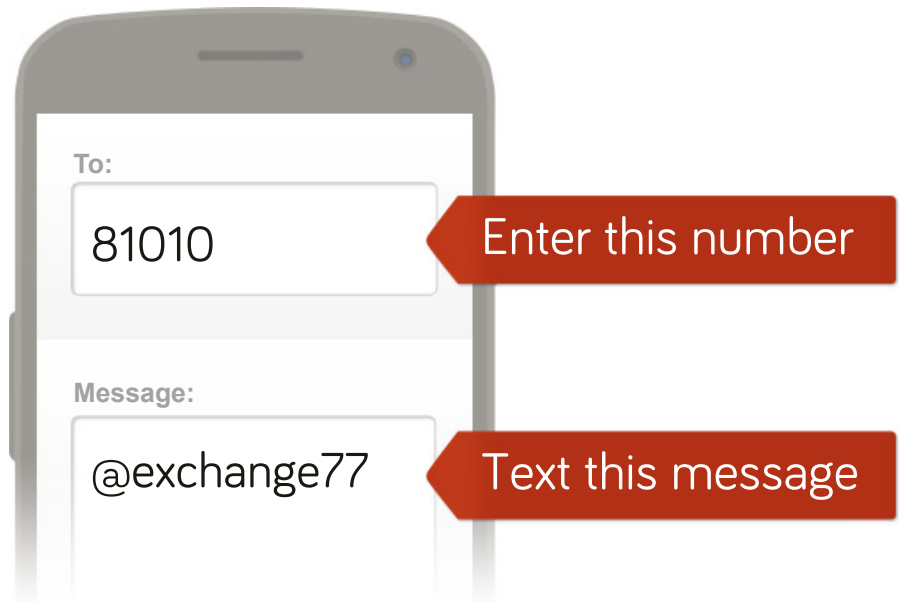 To:
81010
Enter this number
Message:
@exchange77
Text this message